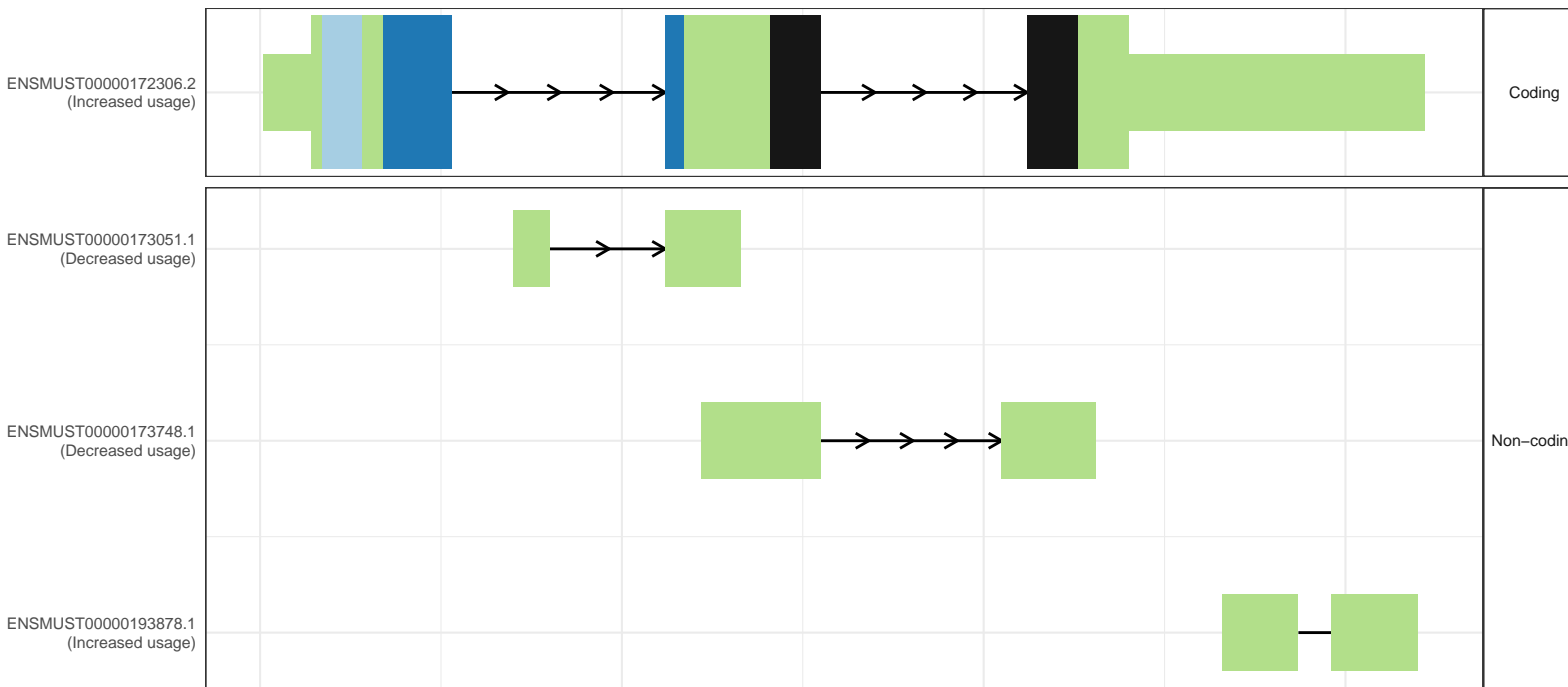 ENSMUST00000172306.2
(Increased usage)
Coding
ENSMUST00000173051.1
(Decreased usage)
ENSMUST00000173748.1
(Decreased usage)
Non−codin
ENSMUST00000193878.1
(Increased usage)